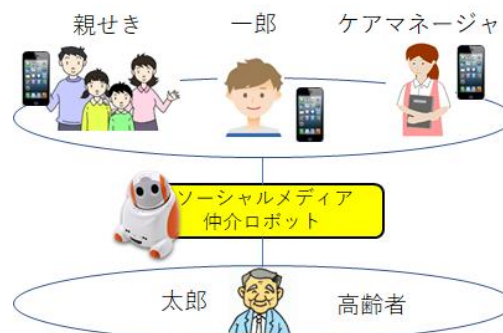 親せき
一郎
ケアマネージャ
ソーシャルメディア
仲介ロボット
太郎
高齢者